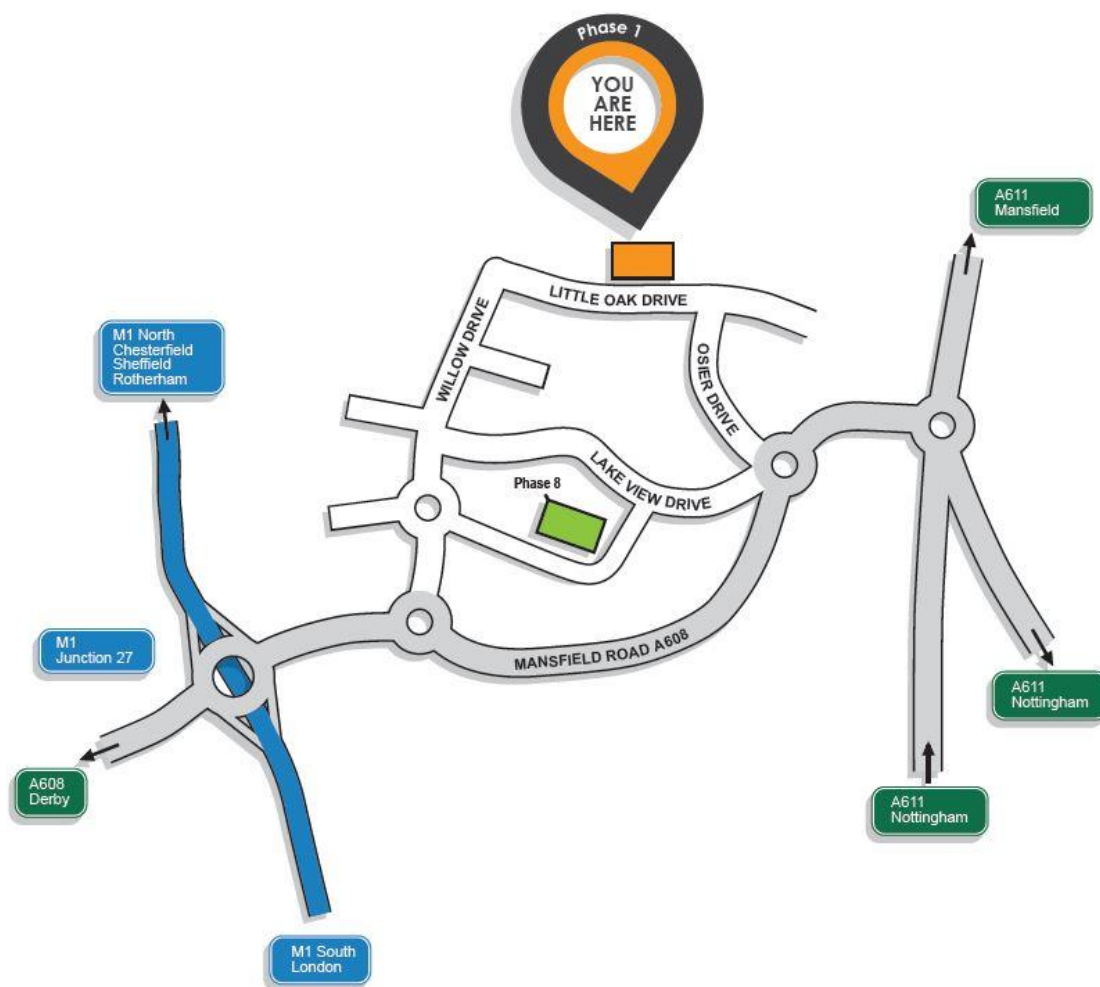 Phase 1
YOU
ARE
HERE
A611
Mansfield
LITTLE OAK DRIVE
M1 North
Chesterfield
Sheffield
Rotherham
WILLOW DRIVE
OSIER DRIVE
LAKE VIEW DRIVE
Phase 8
MANSFIELD ROAD A608
M1
Junction 27
A611
Nottingham
A608
Derby
A611
Nottingham
M1 South
London